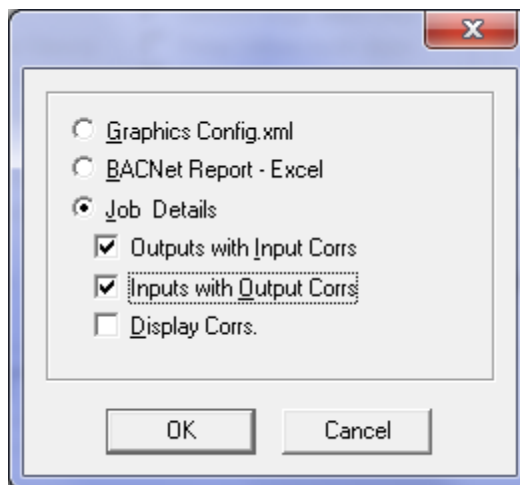 Graphics Config.xml
BACNet Report - Excel
Job Details
Outputs with Input Corrs
Inputs with Output Corrs
Display Corrs.
OK Cancel